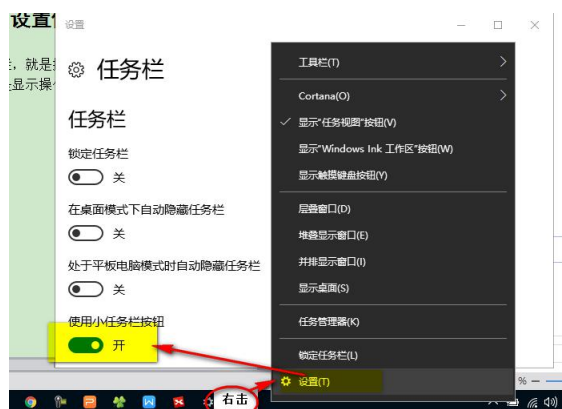 设置
设置
, 就是
显示操
任务栏
任务栏
锁定任务栏
关
在桌面模式下自动隐藏任务栏
关
处于平板电脑模式时自动隐藏任务栏
关
使用小任务栏按钮
开
工具栏(T)
Cortana(O)
显示“任务视图”按钮(V)
显示“Windows Ink 工作区”按钮(W)
显示触摸键盘按钮(Y)
层叠窗口(D)
堆叠显示窗口(E)
并排显示窗口(I)
显示桌面(S)
任务管理器(K)
锁定任务栏(L)
设置(T)
右击
%